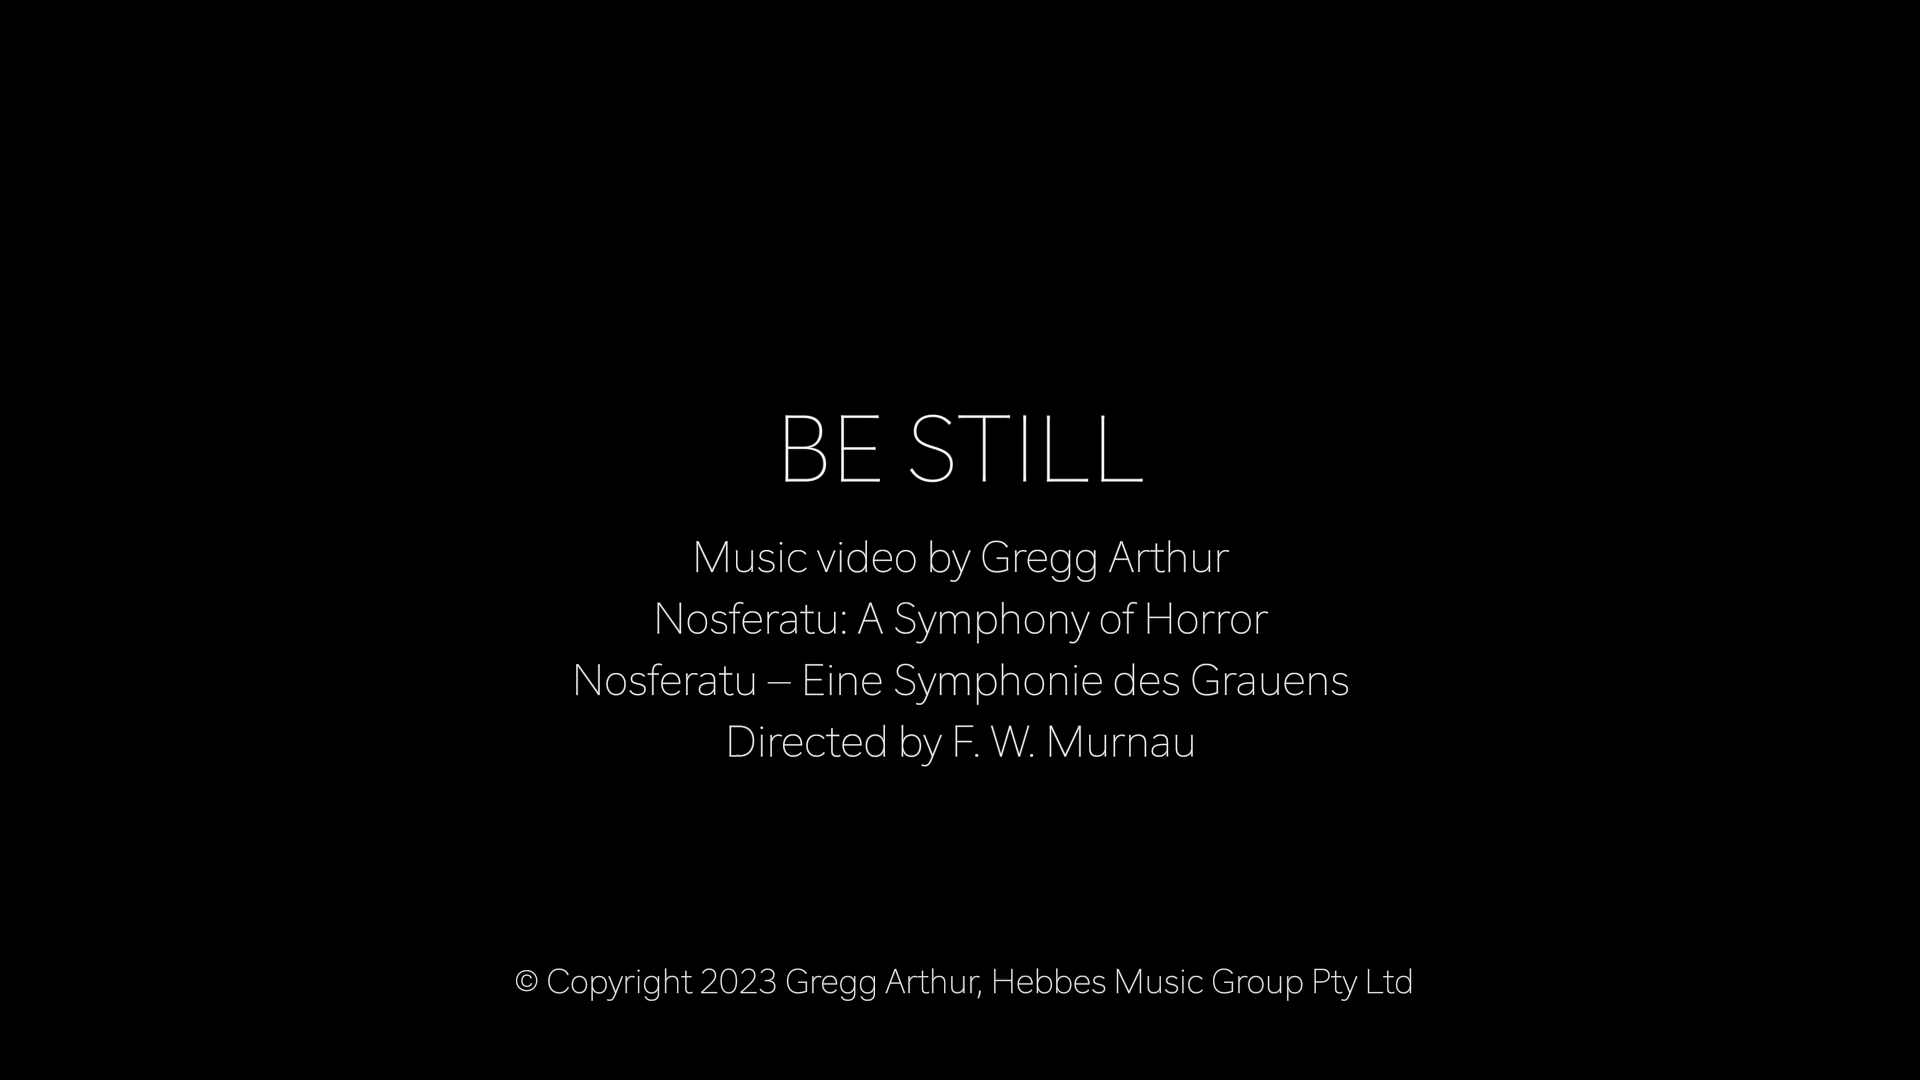 BE STILL
Music video by Gregg Arthur
Nosferatu: A Symphony of Horror
Nosferatu – Eine Symphonie des Grauens
Directed by F. W. Murnau
© Copyright 2023 Gregg Arthur, Hebbes Music Group Pty Ltd